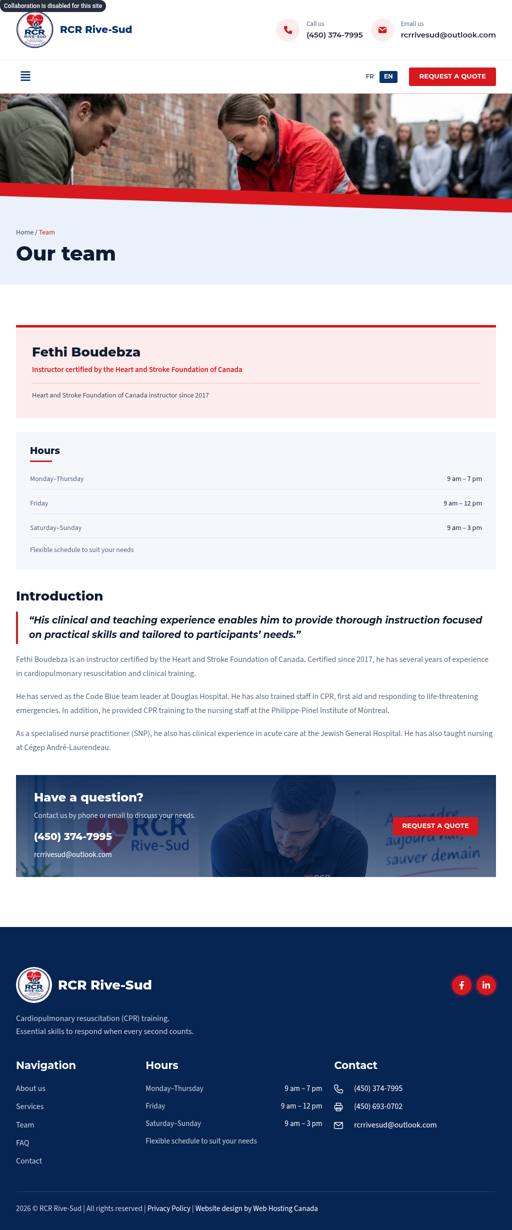 Collaboration is disabled for this site
RCR
RIVE-SUD
RCR Rive-Sud
Call us
(450) 374-7995
Email us
rcrrivesud@outlook.com
FR EN REQUEST A QUOTE
Home / Team
Our team
Fethi Boudebza
Instructor certified by the Heart and Stroke Foundation of Canada
Heart and Stroke Foundation of Canada instructor since 2017
Hours
Monday–Thursday 9 am – 7 pm
Friday 9 am – 12 pm
Saturday–Sunday 9 am – 3 pm
Flexible schedule to suit your needs
Introduction
“His clinical and teaching experience enables him to provide thorough instruction focused
on practical skills and tailored to participants’ needs.”
Fethi Boudebza is an instructor certified by the Heart and Stroke Foundation of Canada. Certified since 2017, he has several years of experience
in cardiopulmonary resuscitation and clinical training.
He has served as the Code Blue team leader at Douglas Hospital. He has also trained staff in CPR, first aid and responding to life-threatening
emergencies. In addition, he provided CPR training to the nursing staff at the Philippe-Pinel Institute of Montreal.
As a specialised nurse practitioner (SNP), he also has clinical experience in acute care at the Jewish General Hospital. He has also taught nursing
at Cégep André-Laurendeau.
Have a question?
Contact us by phone or email to discuss your needs.
(450) 374-7995
rcrrivesud@outlook.com
RCR
Rive-Sud
REQUEST A QUOTE
sauver demain
RCR
RIVE-SUD
RCR Rive-Sud
Cardiopulmonary resuscitation (CPR) training.
Essential skills to respond when every second counts.
Navigation
About us
Services
Team
FAQ
Contact
Hours
Monday–Thursday 9 am – 7 pm
Friday 9 am – 12 pm
Saturday–Sunday 9 am – 3 pm
Flexible schedule to suit your needs
Contact
(450) 374-7995
(450) 693-0702
rcrrivesud@outlook.com
2026 © RCR Rive-Sud | All rights reserved | Privacy Policy | Website design by Web Hosting Canada